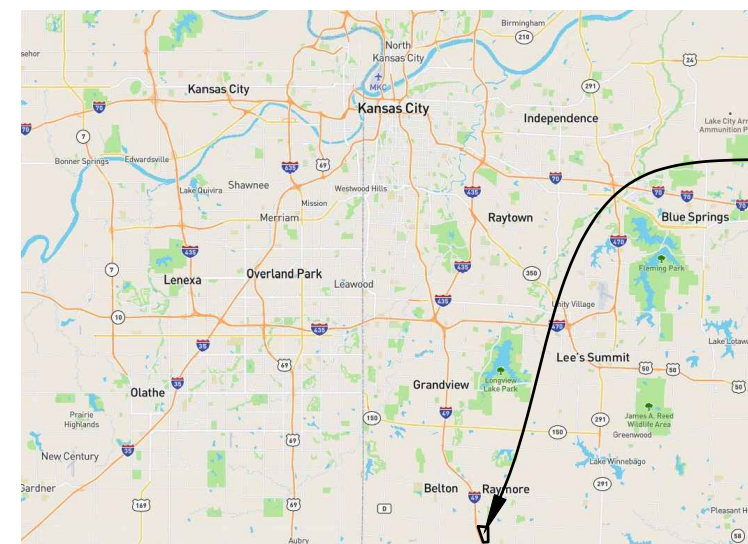 Birmingham
210
North
Kansas City
sehor
24
MKC
291
70
Kansas City
Kansas City
Lake City Arm
Ammunition P
Independence
70
7
Bonner Springs
Edwardsville
635
69
70
Shawnee
Westwood Hills
435
Lake Quivira
70
70
70
Mission
Merriam
Raytown
Blue Springs
470
435
7
435
Fleming Park
Overland Park
350
Lenexa
Leawood
435
Unity Village
10
435
470
35
Lake Lotaw
Lee's Summit
69
50
50
Longview
Lake Park
Grandview
50
35
Olathe
49
James A. Reed
Wildlife Area
Prairie
Highlands
150
291
150
Greenwood
69
35
New Century
Lake Winnebago
291
Gardner
Belton
Raymore
49
169
69
D
Pleasant H
58
Aubry